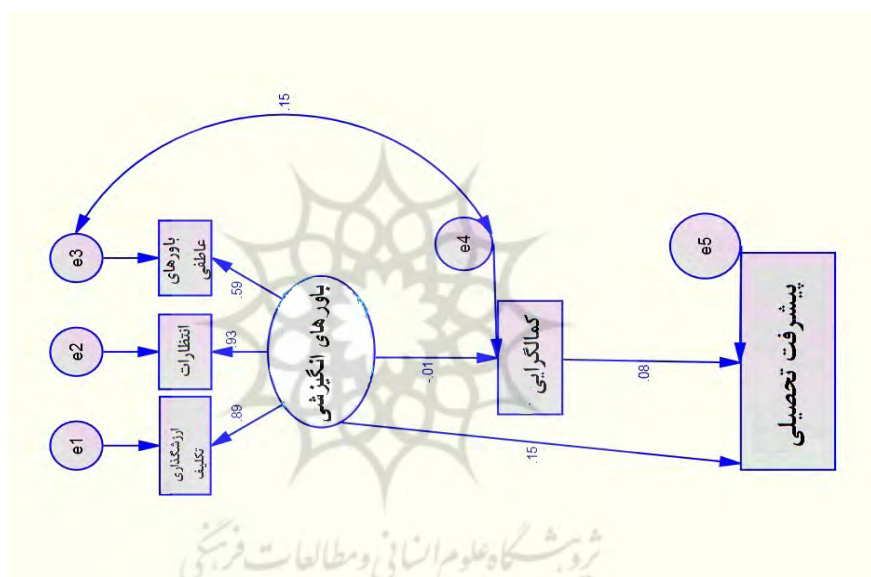 .15
e3
e4
e5
باورهای
عاطفی
.59
e2
انتظارات
.93
باورهای انگیزشی
-.01
کمالگرایی
.08
پیشرفت تحصیلی
e1
ارزشگذاری
تکلیف
.89
.15
پژوهشگاه علوم انسانی و مطالعات فرهنگی